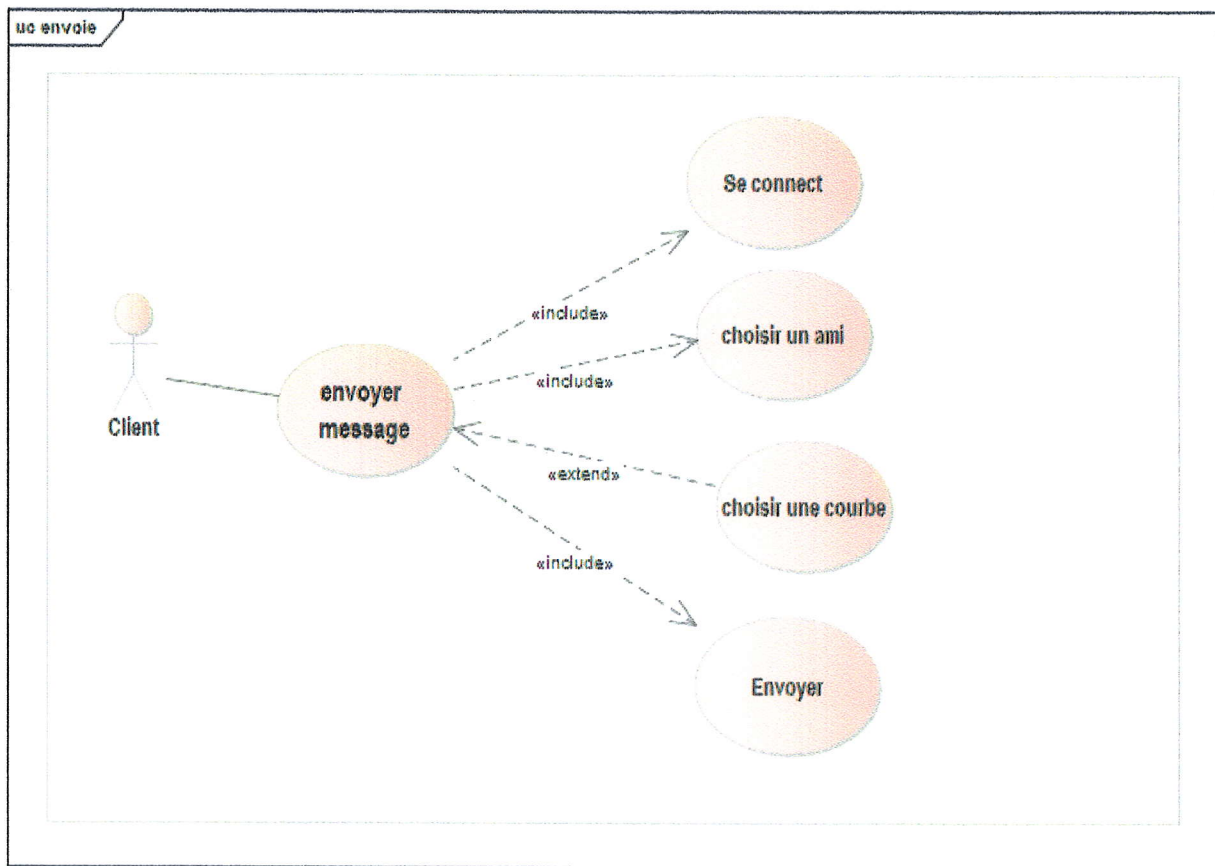 uc envoie
Se connect
«include»
choisir un ami
«include»
envoyer
message
Client
«extend»
choisir une courbe
«include»
Envoyer